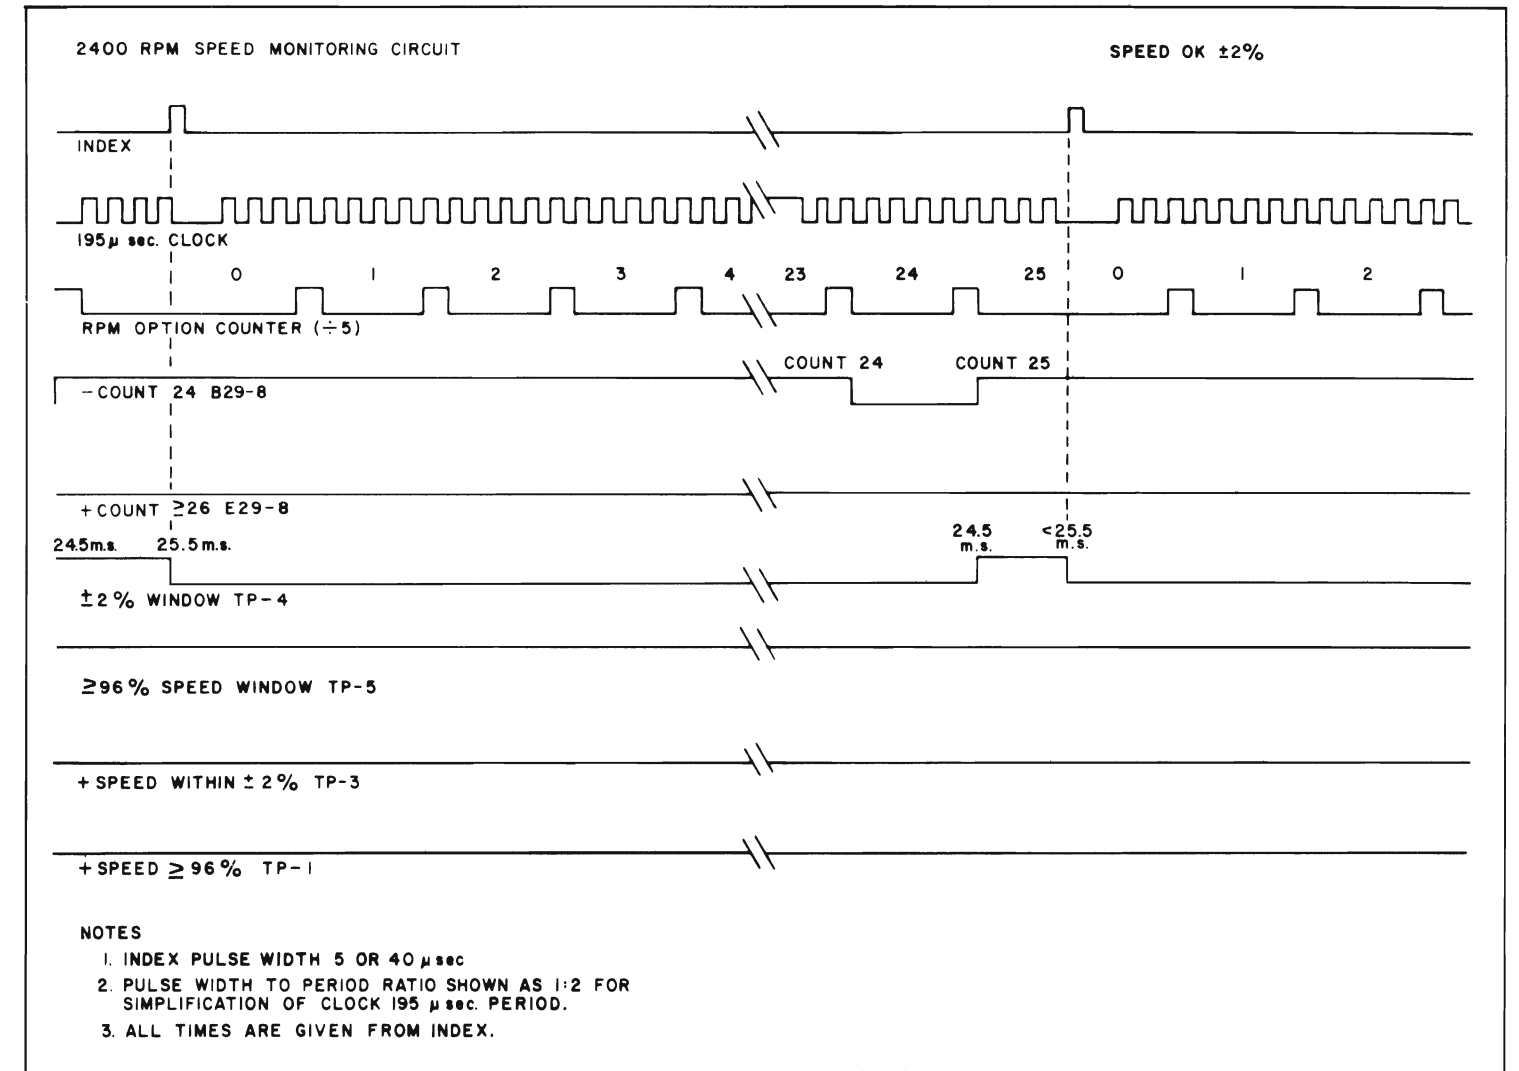 2400 RPM SPEED MONITORING CIRCUIT
SPEED OK ±2%
INDEX
195μ sec. CLOCK
0 1 2 3 4 23 24 25 0 1 2
RPM OPTION COUNTER (÷5)
COUNT 24 COUNT 25
-COUNT 24 B29-8
+COUNT ≥26 E29-8
24.5m.s. 25.5m.s.
24.5 m.s.
<25.5 m.s.
±2% WINDOW TP-4
≥96% SPEED WINDOW TP-5
+SPEED WITHIN ±2% TP-3
+SPEED ≥96% TP-1
NOTES
1. INDEX PULSE WIDTH 5 OR 40 μsec
2. PULSE WIDTH TO PERIOD RATIO SHOWN AS 1:2 FOR
SIMPLIFICATION OF CLOCK 195 μsec. PERIOD.
3. ALL TIMES ARE GIVEN FROM INDEX.